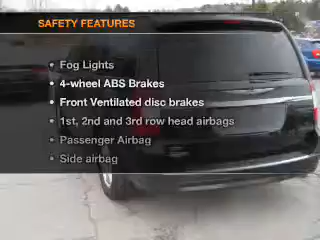 SAFETY FEATURES
Fog Lights
4-wheel ABS Brakes
Front Ventilated disc brakes
1st, 2nd and 3rd row head airbags
Passenger Airbag
Side airbag